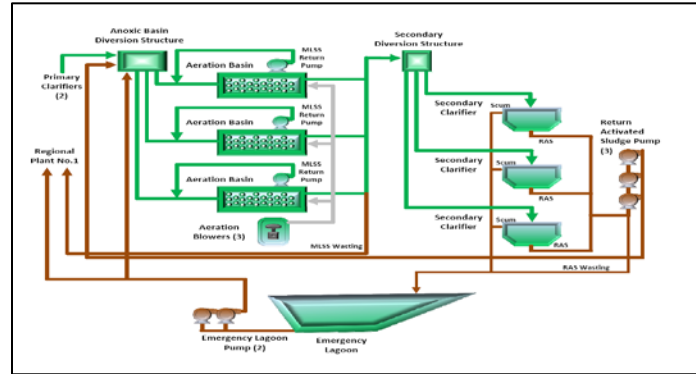 Anoxic Basin
Diversion Structure
Secondary
Diversion Structure
MLSS
Return
Pump
Aeration Basin
Primary
Clarifiers
(2)
MLSS
Return
Pump
Aeration Basin
Secondary
Clarifier
Scum
RAS
Return
Activated
Sludge Pump
(3)
Regional
Plant No.1
MLSS
Return
Pump
Aeration Basin
Secondary
Clarifier
Scum
RAS
Secondary
Clarifier
Scum
RAS
Aeration
Blowers (3)
MLSS Wasting
RAS Wasting
Emergency Lagoon
Pump (2)
Emergency
Lagoon